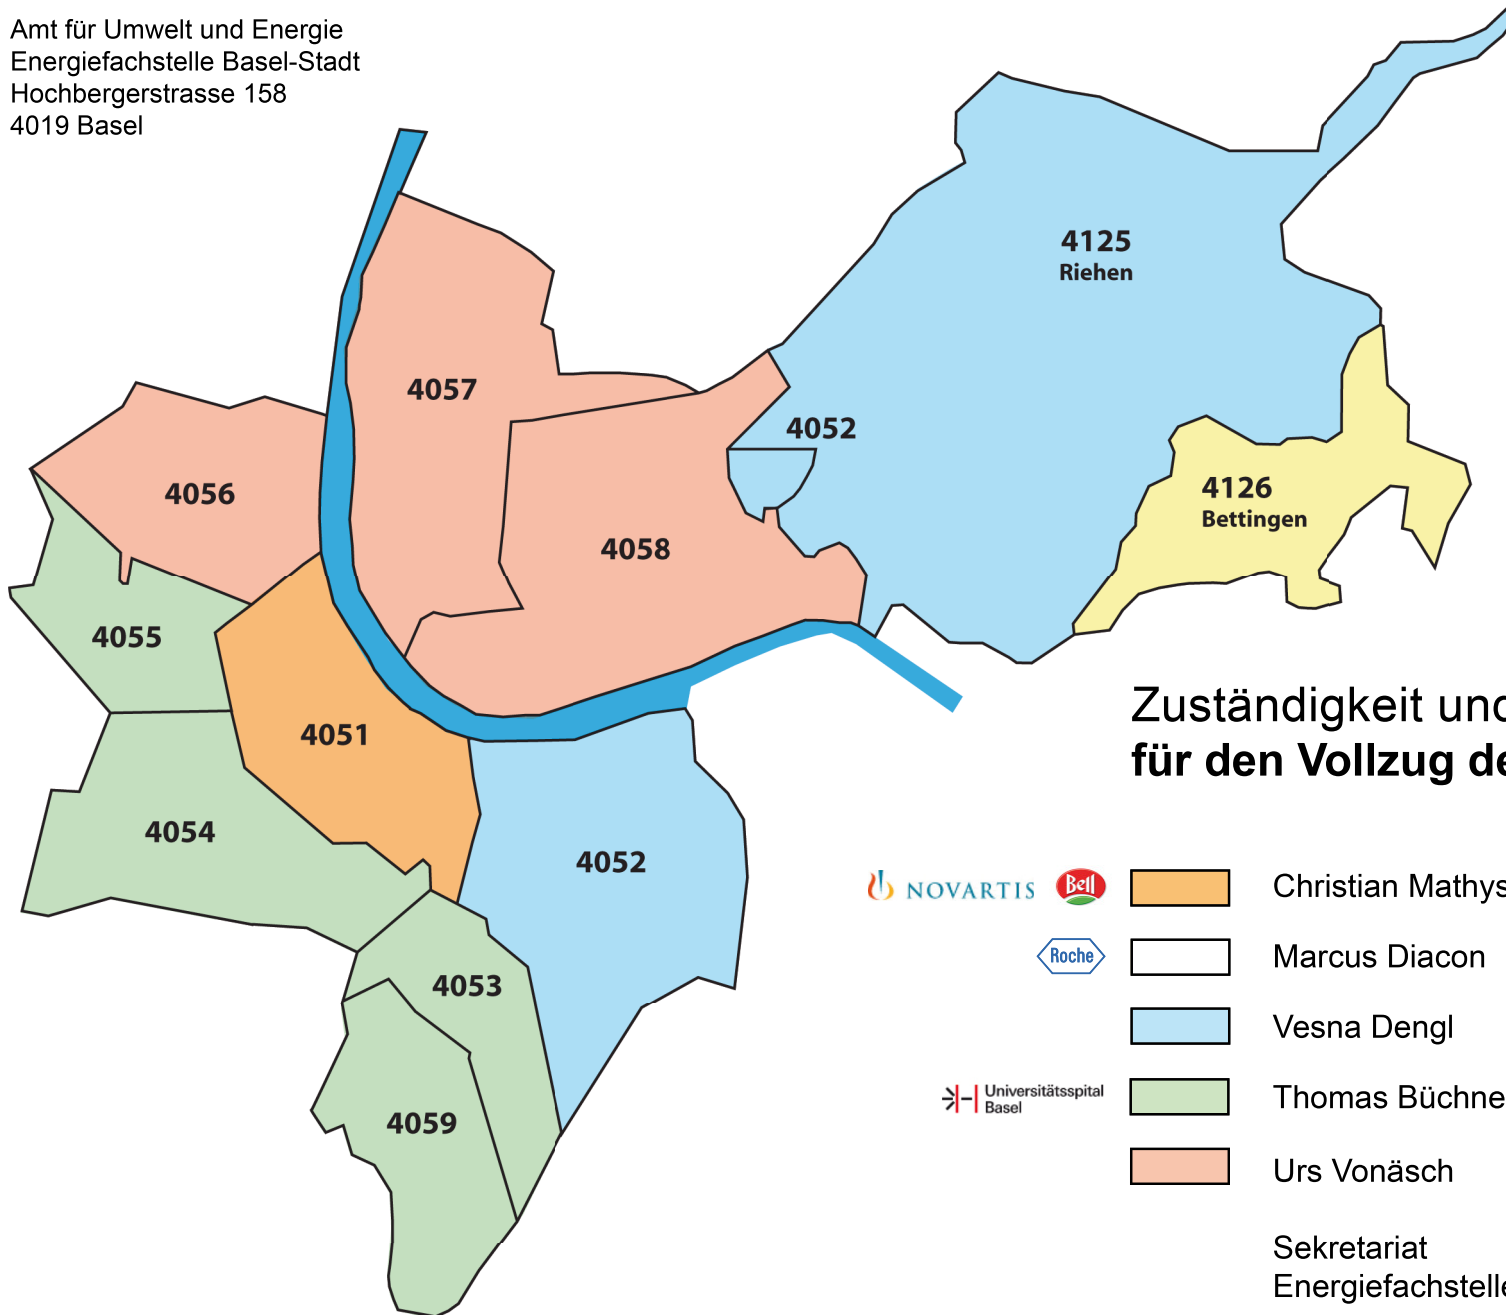 Amt für Umwelt und Energie
Energiefachstelle Basel-Stadt
Hochbergerstrasse 158
4019 Basel
4125
Riehen
4057
4052
4056
4126
Bettingen
4058
4055
4051
4054
4052
4053
4059
Zuständigkeit und
für den Vollzug de
NOVARTIS Bell Christian Mathys
Roche Marcus Diacon
Vesna Dengl
Universitätsspital
Basel
Thomas Büchne
Urs Vonäsch
Sekretariat
Energiefachstelle